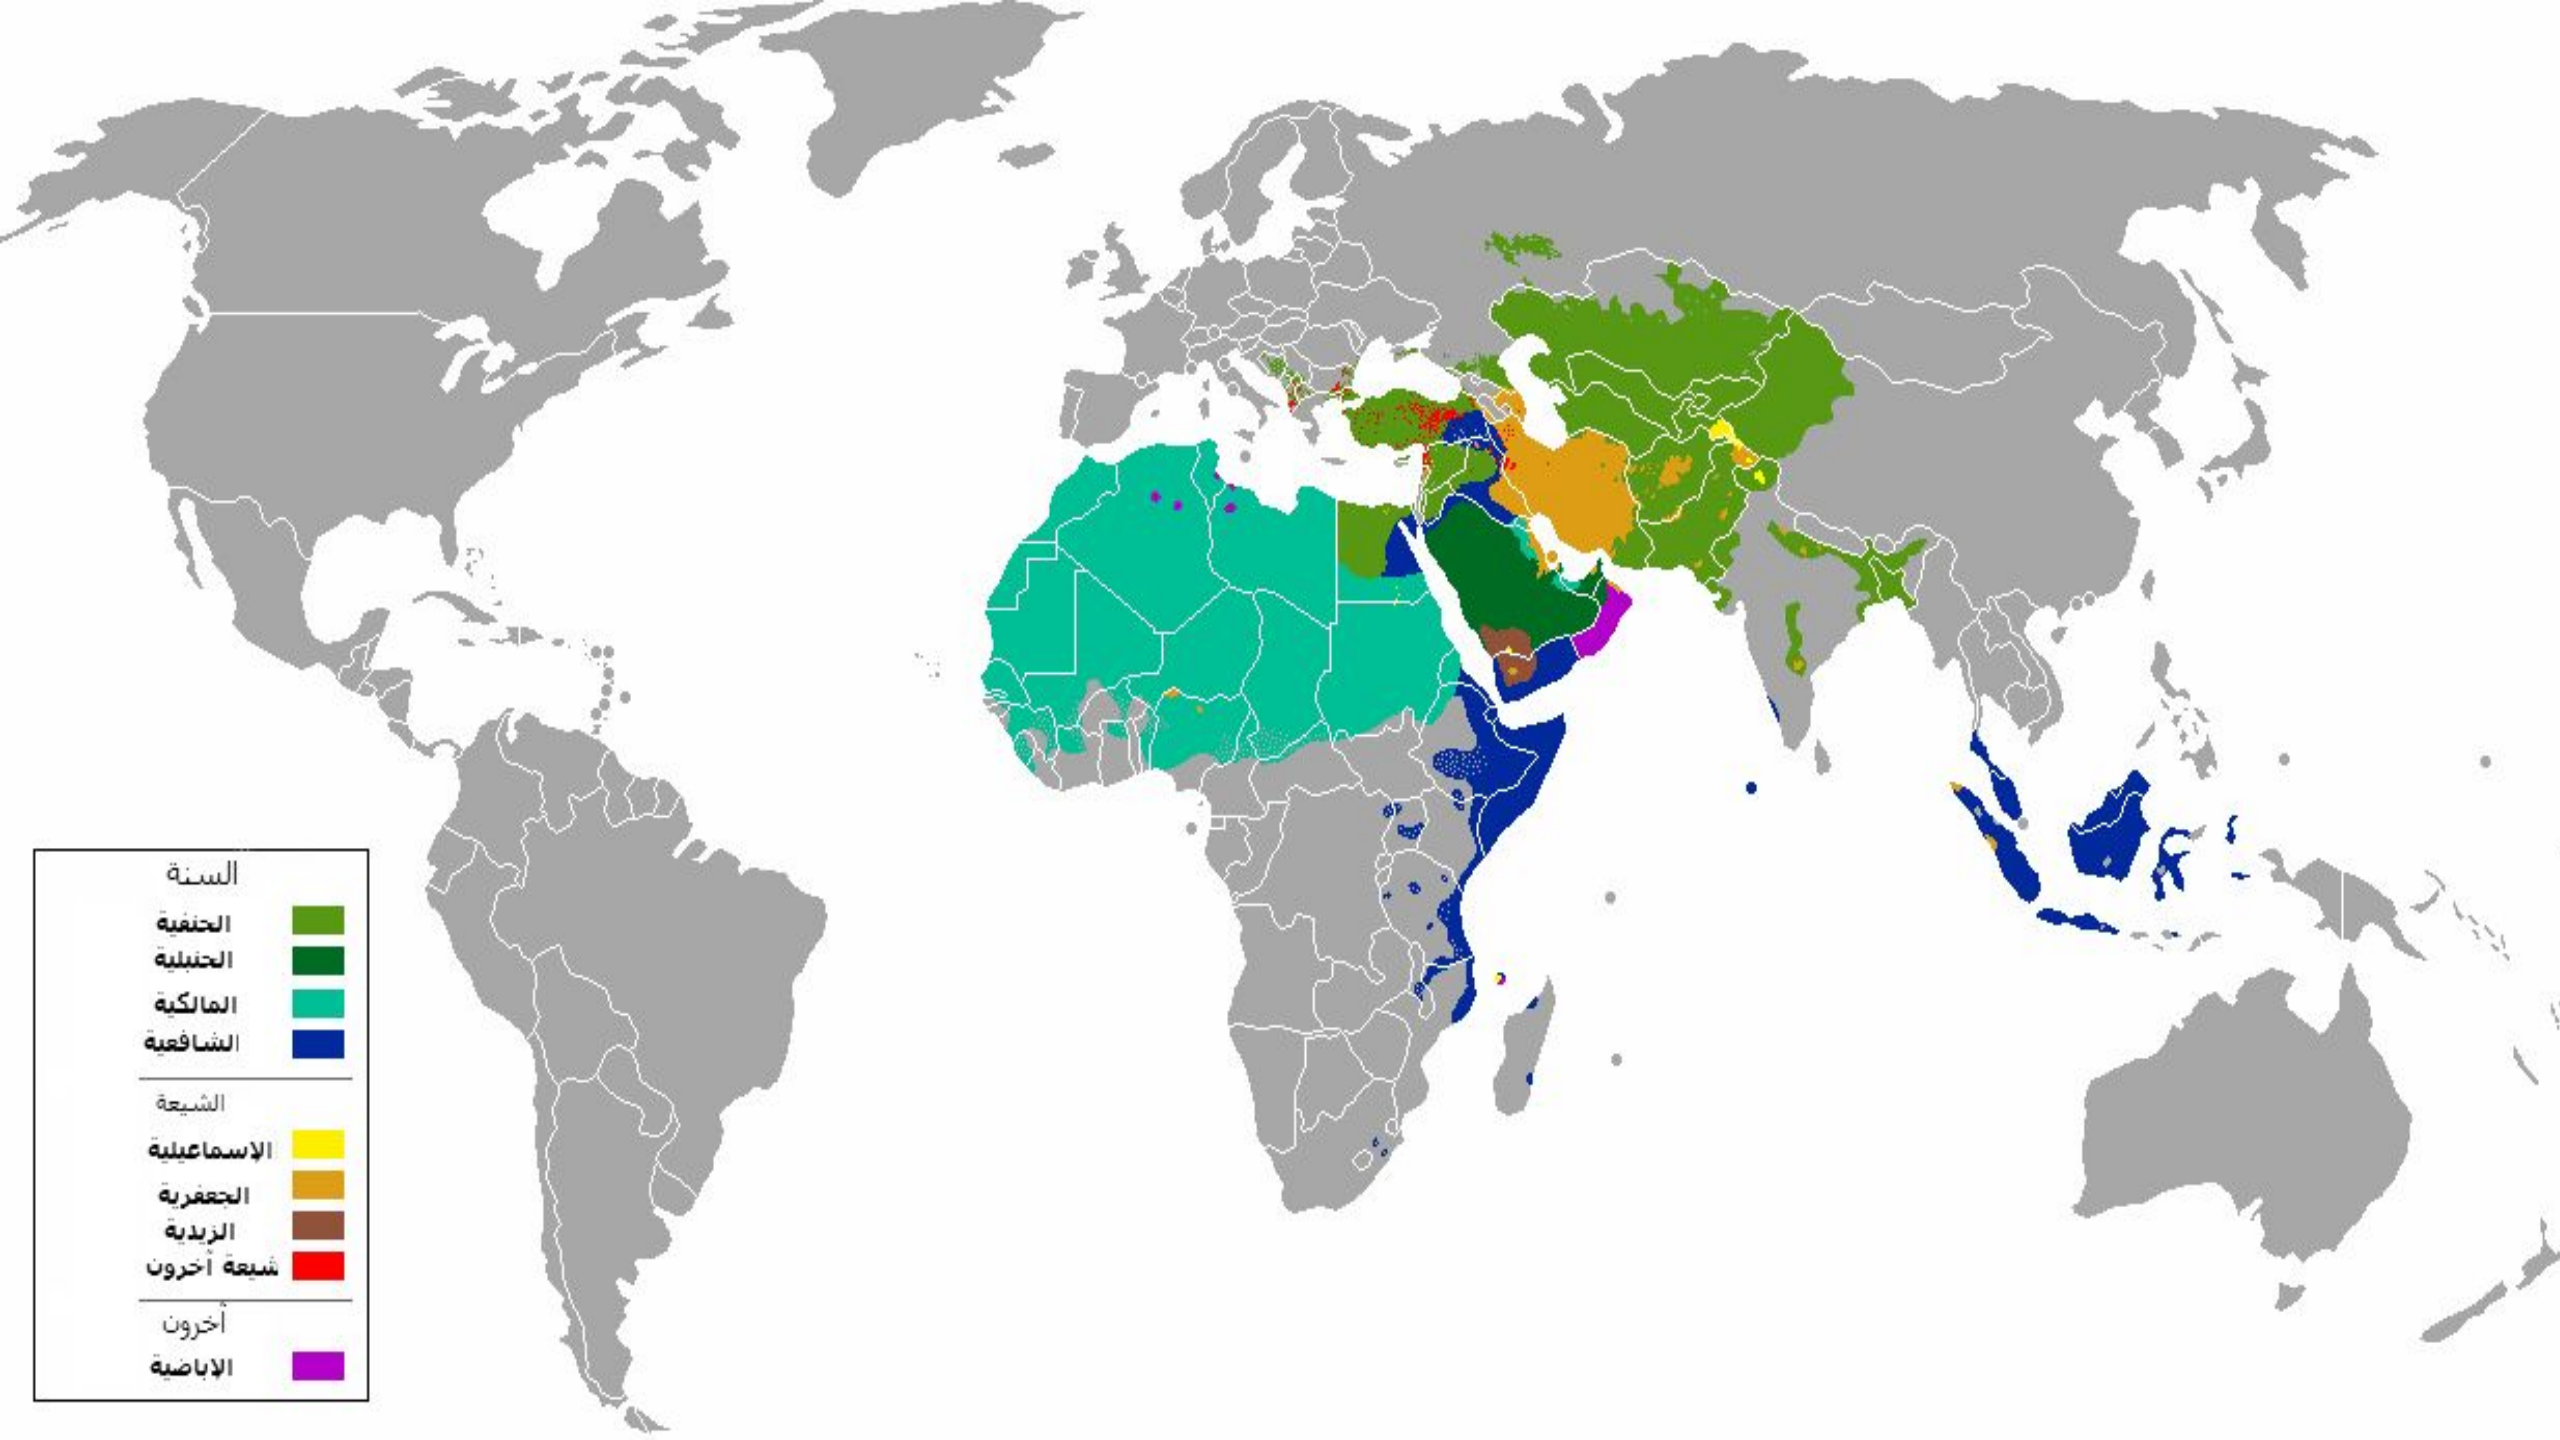 السنة
الحنفية
الحنبلية
المالكية
الشافعية
الشيعة
الإسماعيلية
الجعفرية
الزيدية
شيعة أخرون
أخرون
الإباضية